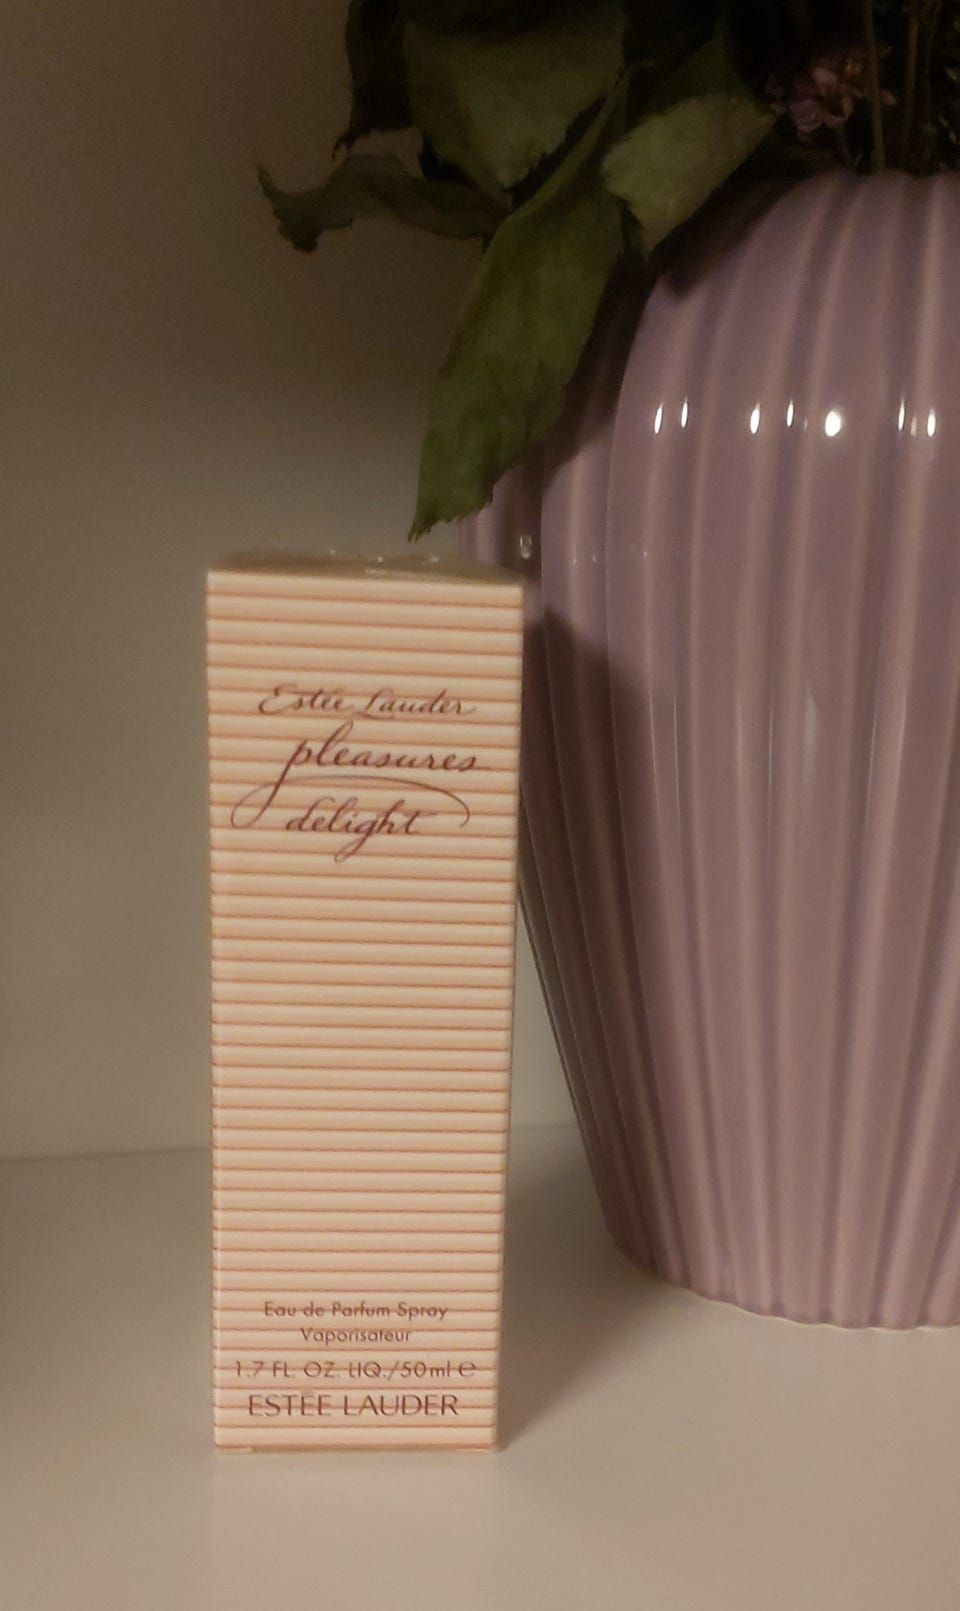 Estée Lauder
pleasures
delight
Eau de Parfum Spray
Vaporisateur
1.7 FL. OZ. LIQ./50ml ℮
ESTĒE LAUDER